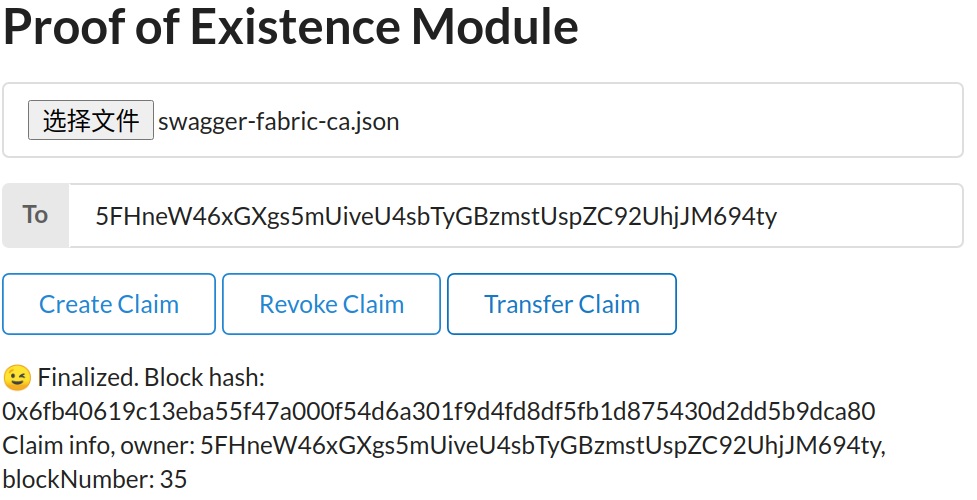 Proof of Existence Module
选择文件 swagger-fabric-ca.json
To 5FHneW46xGXgs5mUiveU4sbTyGBzmstUspZC92UhjJM694ty
Create Claim Revoke Claim Transfer Claim
😉 Finalized. Block hash:
0x6fb40619c13eba55f47a000f54d6a301f9d4fd8df5fb1d875430d2dd5b9dca80
Claim info, owner: 5FHneW46xGXgs5mUiveU4sbTyGBzmstUspZC92UhjJM694ty,
blockNumber: 35